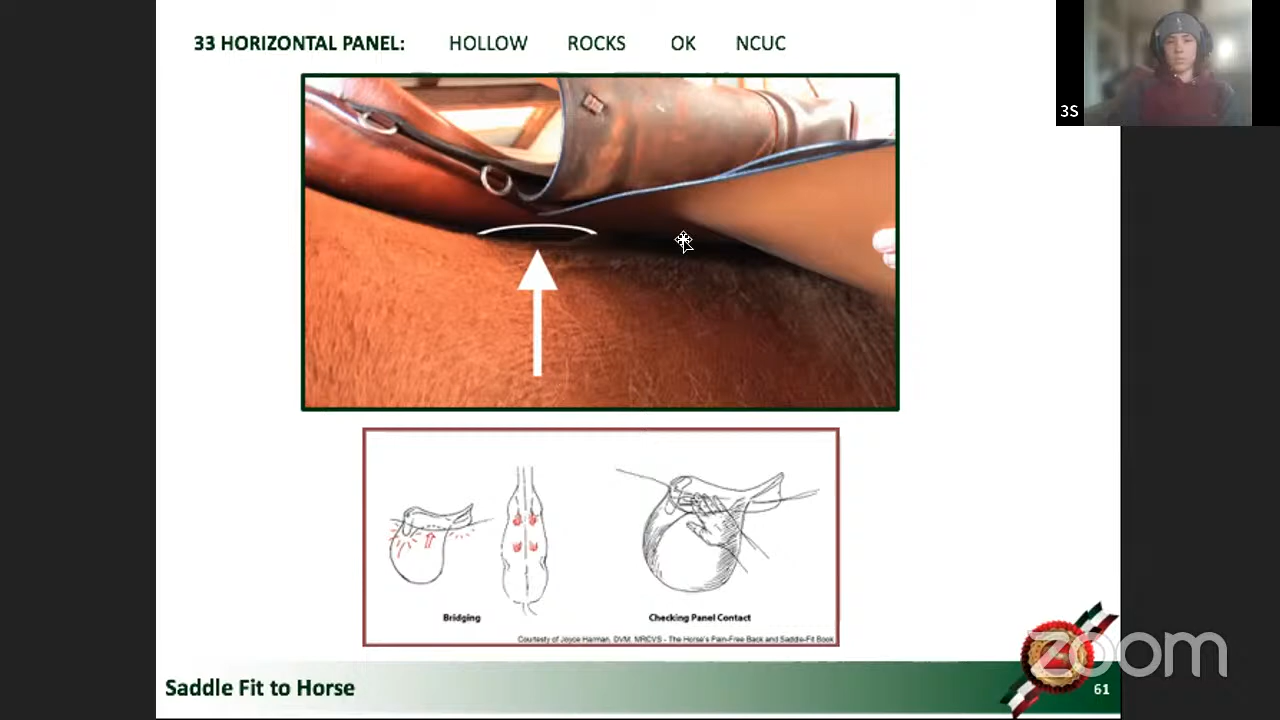 33 HORIZONTAL PANEL: HOLLOW ROCKS OK NCUC
3S
Bridging
Checking Panel Contact
Courtesty of Joyce Harman, DVM, MRCVS - The Horse's Pain-Free Back and Saddle-Fit Book
zoom
Saddle Fit to Horse
61